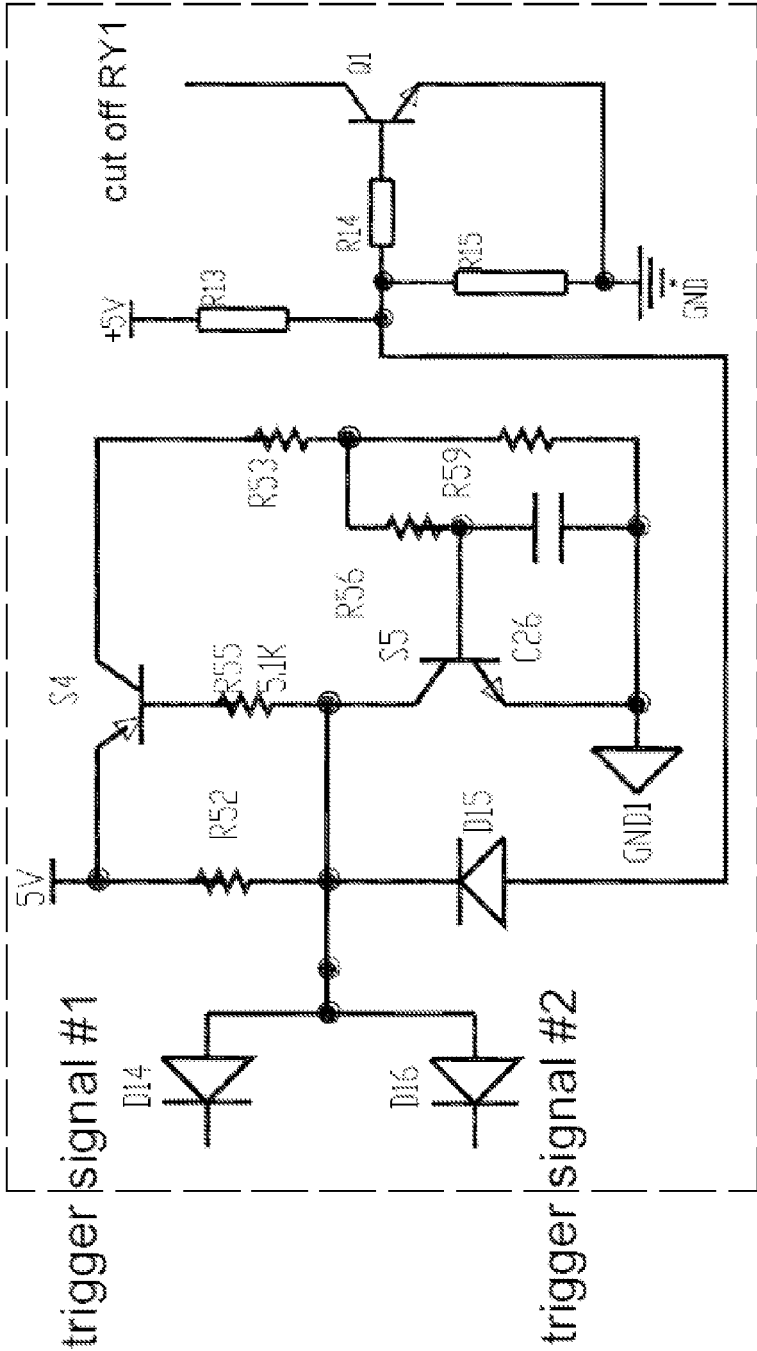 trigger signal #1
trigger signal #2
D14
D16
5V
R52
D15
S4
R55
5.1K
S5
C26
GND1
R56
R53
R59
+5V
R13
R14
R15
GND
cut off RY1
Q1